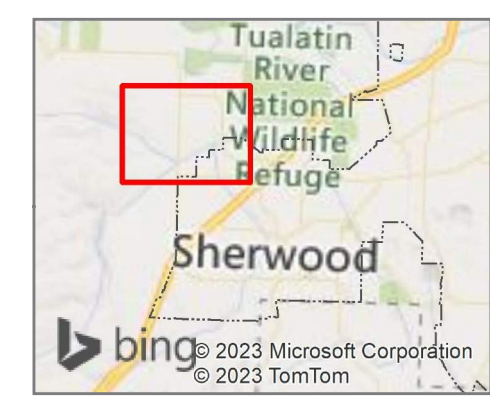 Tualatin
River
National
Wildlife
Refuge
Sherwood
bing
© 2023 Microsoft Corporation
© 2023 TomTom